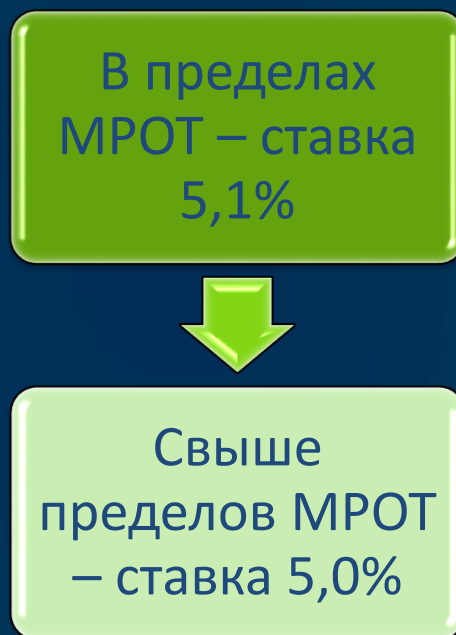 В пределах
МРОТ – ставка
5,1%
Свыше
пределов МРОТ
– ставка 5,0%